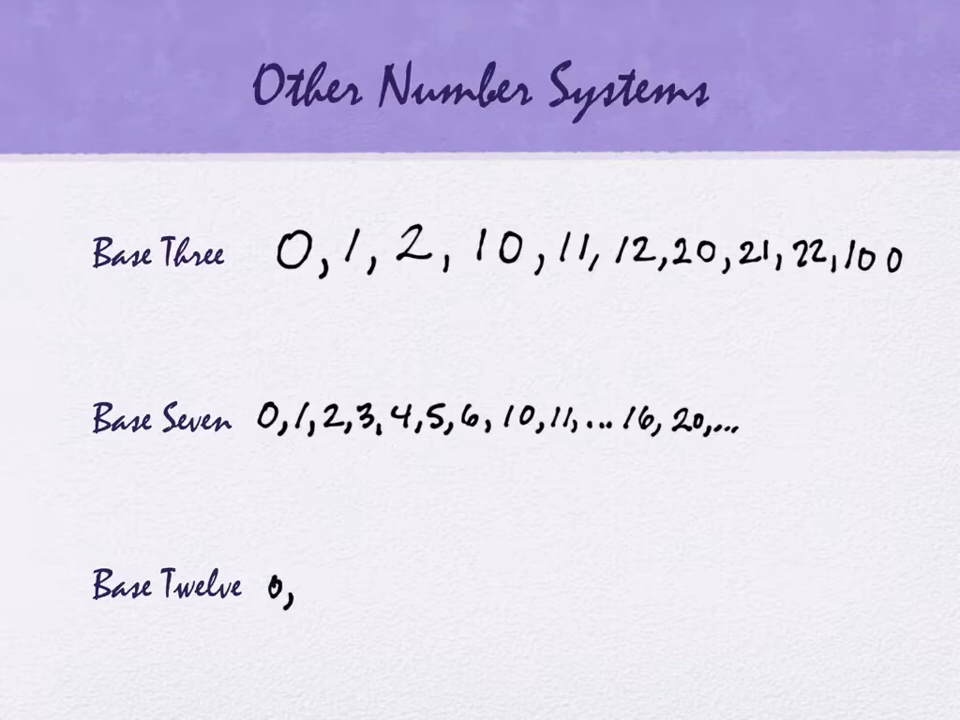 Other Number Systems
Base Three 0, 1, 2, 10, 11, 12, 20, 21, 22, 100
Base Seven 0, 1, 2, 3, 4, 5, 6, 10, 11, ... 16, 20, ...
Base Twelve 0,